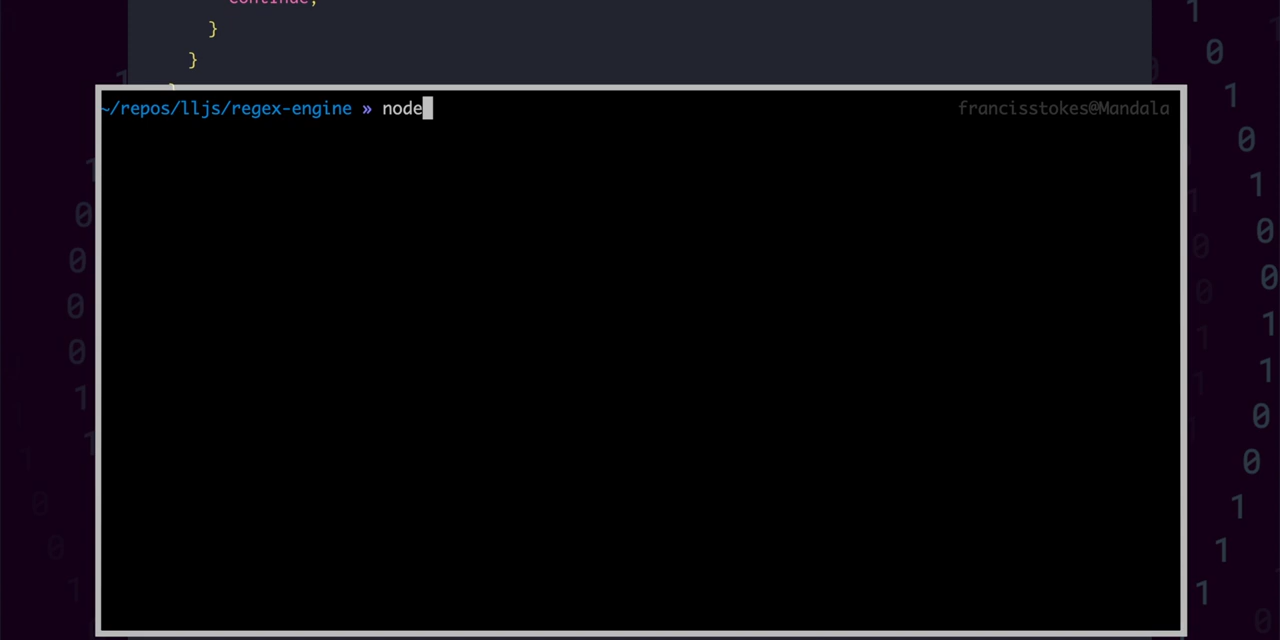 continue;
}
}
}
~/repos/lljs/regex-engine » node
francisstokes@Mandala